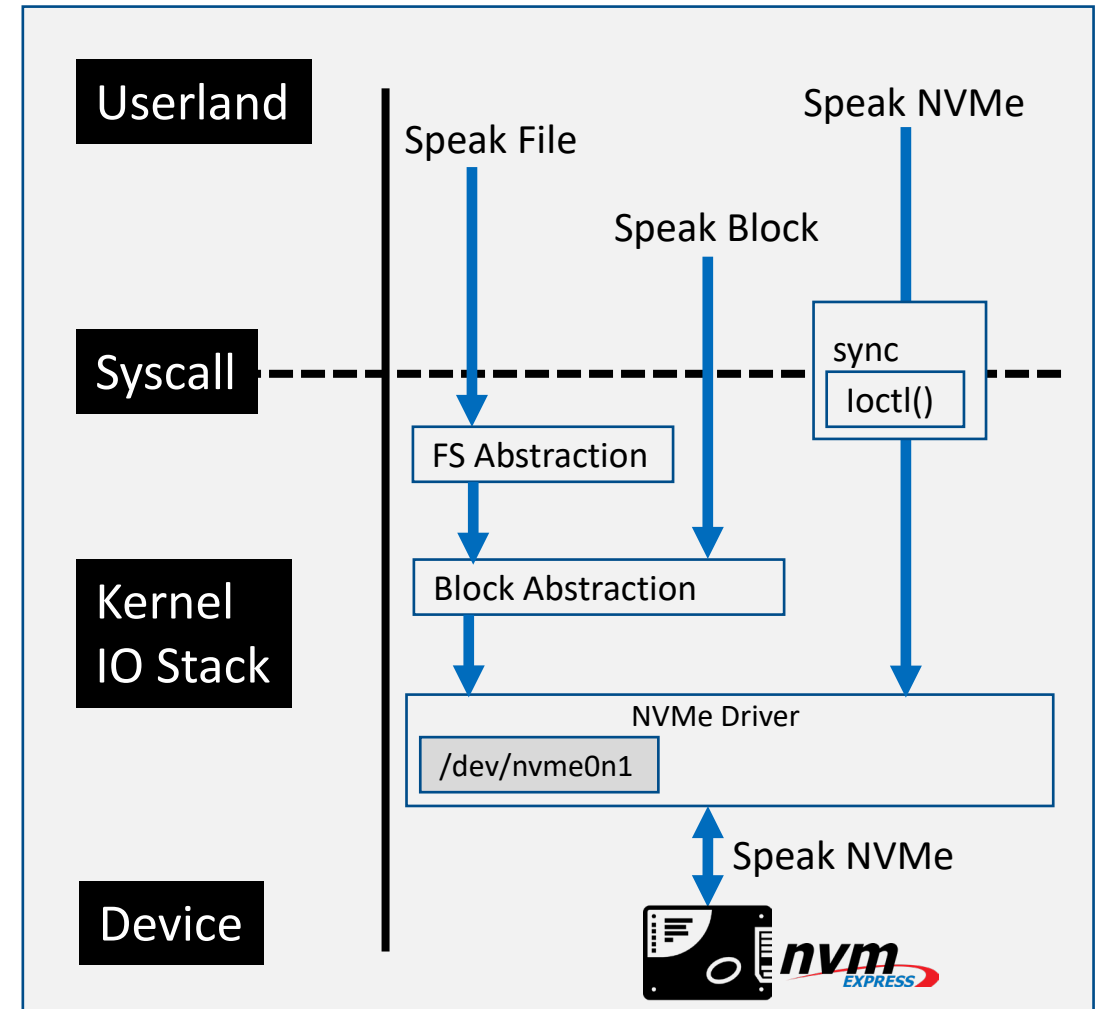 Userland
Speak File
Speak NVMe
Speak Block
Syscall
sync
Ioctl()
FS Abstraction
Kernel
IO Stack
Block Abstraction
NVMe Driver
/dev/nvme0n1
Speak NVMe
Device
nvm
EXPRESS